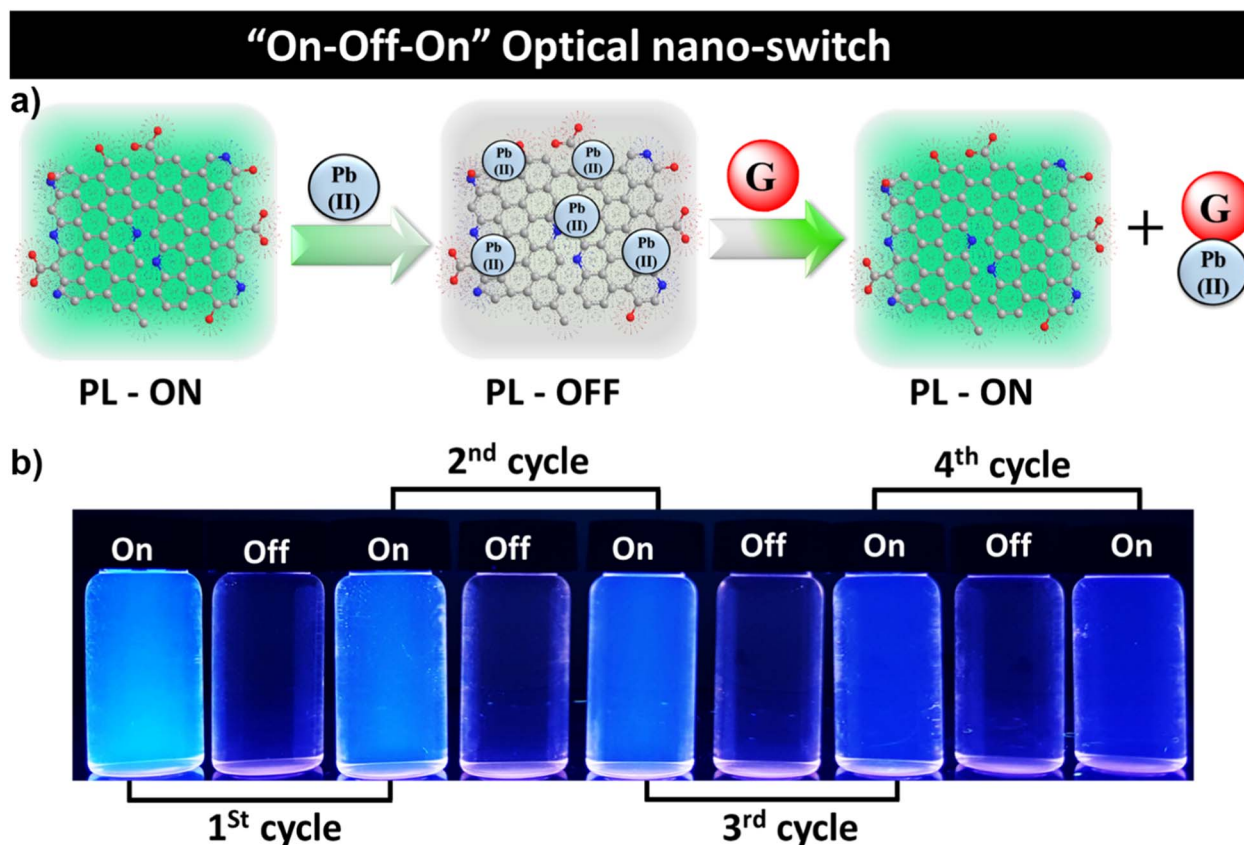 “On-Off-On” Optical nano-switch
a)
Pb
(II)
Pb
(II)
Pb
(II)
Pb
(II)
Pb
(II)
Pb
(II)
G
+
G
Pb
(II)
PL - ON
PL - OFF
PL - ON
b)
2nd cycle
4th cycle
On Off On Off On Off On Off On
1St cycle
3rd cycle